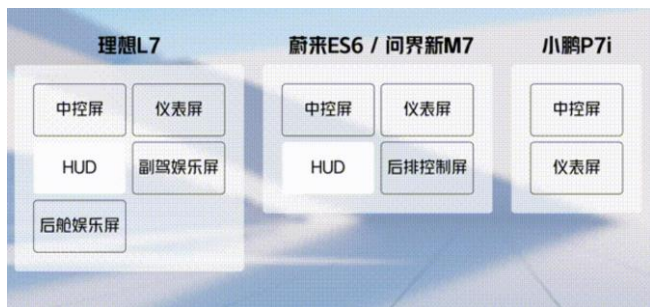 理想L7
中控屏
仪表屏
HUD
副驾娱乐屏
后舱娱乐屏
蔚来ES6 / 问界新M7
中控屏
仪表屏
HUD
后排控制屏
小鹏P7i
中控屏
仪表屏